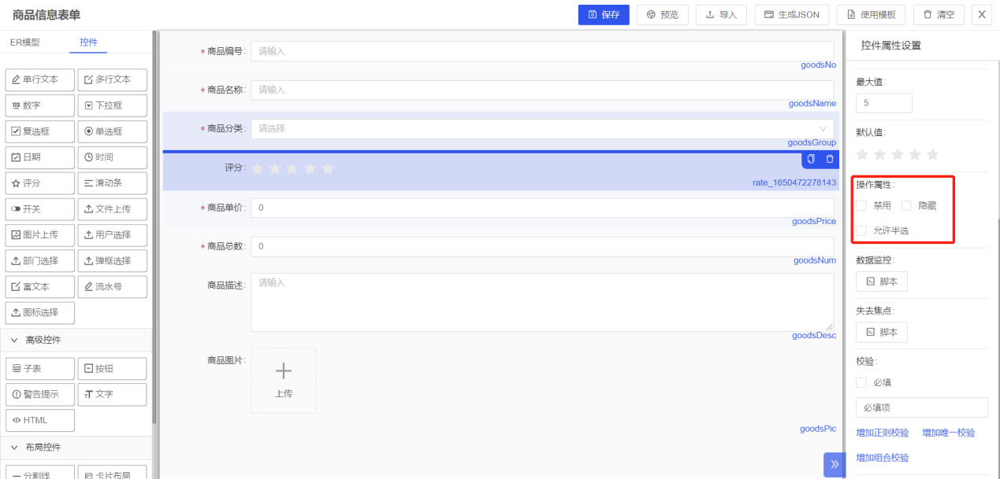 商品信息表单
保存 预览 导入 生成JSON 使用模板 清空
ER模型 控件
单行文本 多行文本
数字 下拉框
复选框 单选框
日期 时间
评分 滑动条
开关 文件上传
图片上传 用户选择
部门选择 弹框选择
富文本 流水号
图标选择
高级控件
子表 按钮
警告提示 文字
HTML
布局控件
分割线 卡片布局
* 商品编号: 请输入
goodsNo
* 商品名称: 请输入
goodsName
* 商品分类: 请选择
goodsGroup
评分:
rate_1650472278143
* 商品单价: 0
goodsPrice
* 商品总数: 0
goodsNum
商品描述: 请输入
goodsDesc
商品图片:
上传
goodsPic
控件属性设置
最大值:
5
默认值:
操作属性:
禁用 隐藏
允许半选
数据监控:
脚本
失去焦点:
脚本
校验:
必填
必填项
增加正则校验 增加唯一校验
增加组合校验